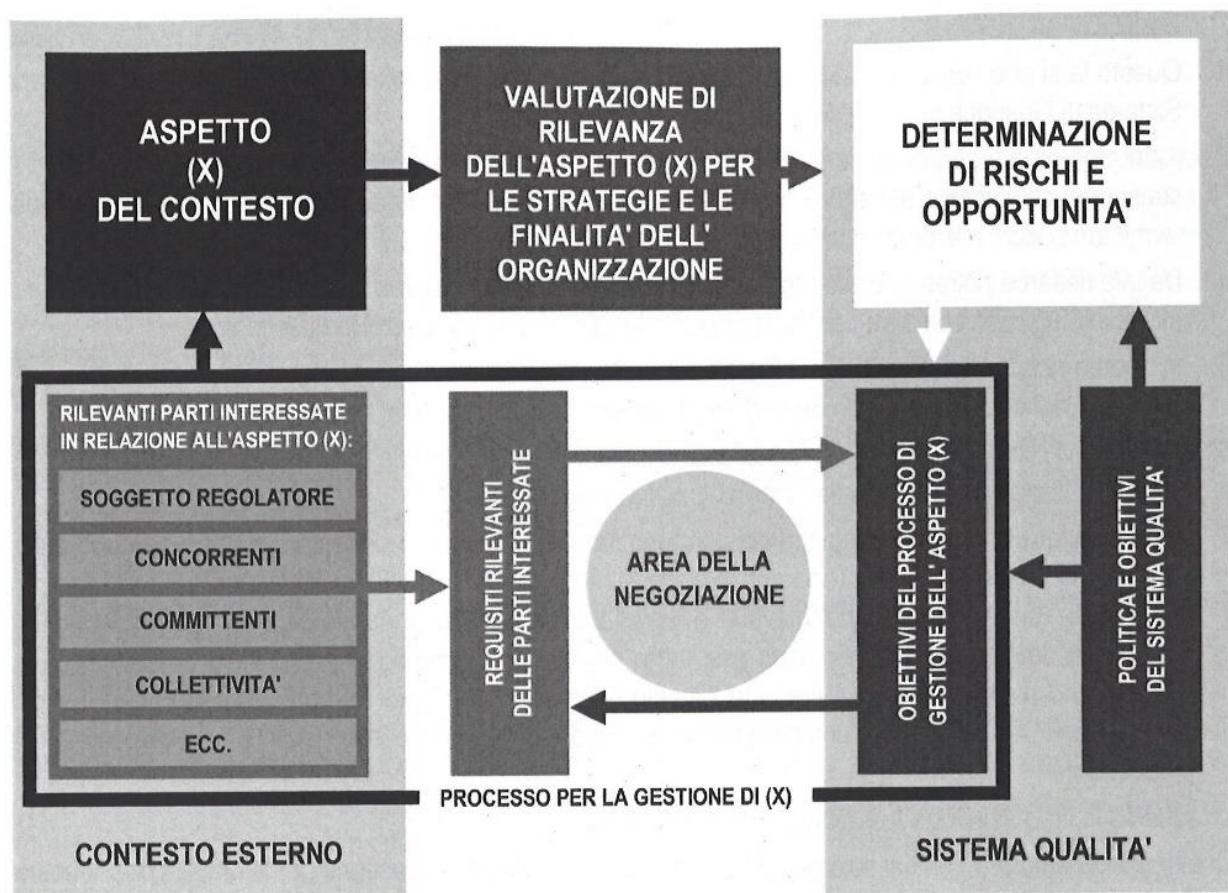 ASPETTO
(X)
DEL CONTESTO
VALUTAZIONE DI
RILEVANZA
DELL'ASPETTO (X) PER
LE STRATEGIE E LE
FINALITA' DELL'
ORGANIZZAZIONE
DETERMINAZIONE
DI RISCHI E
OPPORTUNITA'
RILEVANTI PARTI INTERESSATE
IN RELAZIONE ALL'ASPETTO (X):
SOGGETTO REGOLATORE
CONCORRENTI
COMMITTENTI
COLLETTIVITA'
ECC.
REQUISITI RILEVANTI
DELLE PARTI INTERESSATE
AREA DELLA
NEGOZIAZIONE
OBIETTIVI DEL PROCESSO DI
GESTIONE DELL' ASPETTO (X)
POLITICA E OBIETTIVI
DEL SISTEMA QUALITA'
PROCESSO PER LA GESTIONE DI (X)
CONTESTO ESTERNO
SISTEMA QUALITA'